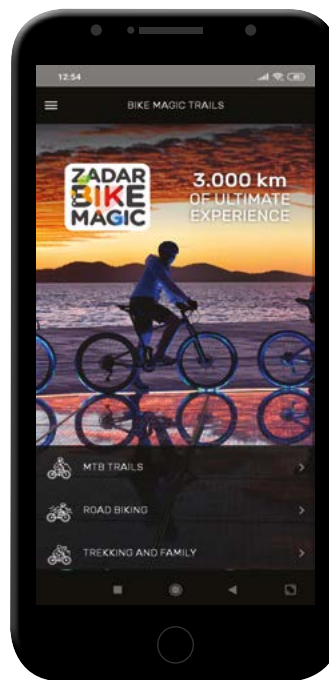 12:54
BIKE MAGIC TRAILS
ZADAR
BIKE
MAGIC
3.000 km
OF ULTIMATE
EXPERIENCE
MTB TRAILS
ROAD BIKING
TREKKING AND FAMILY